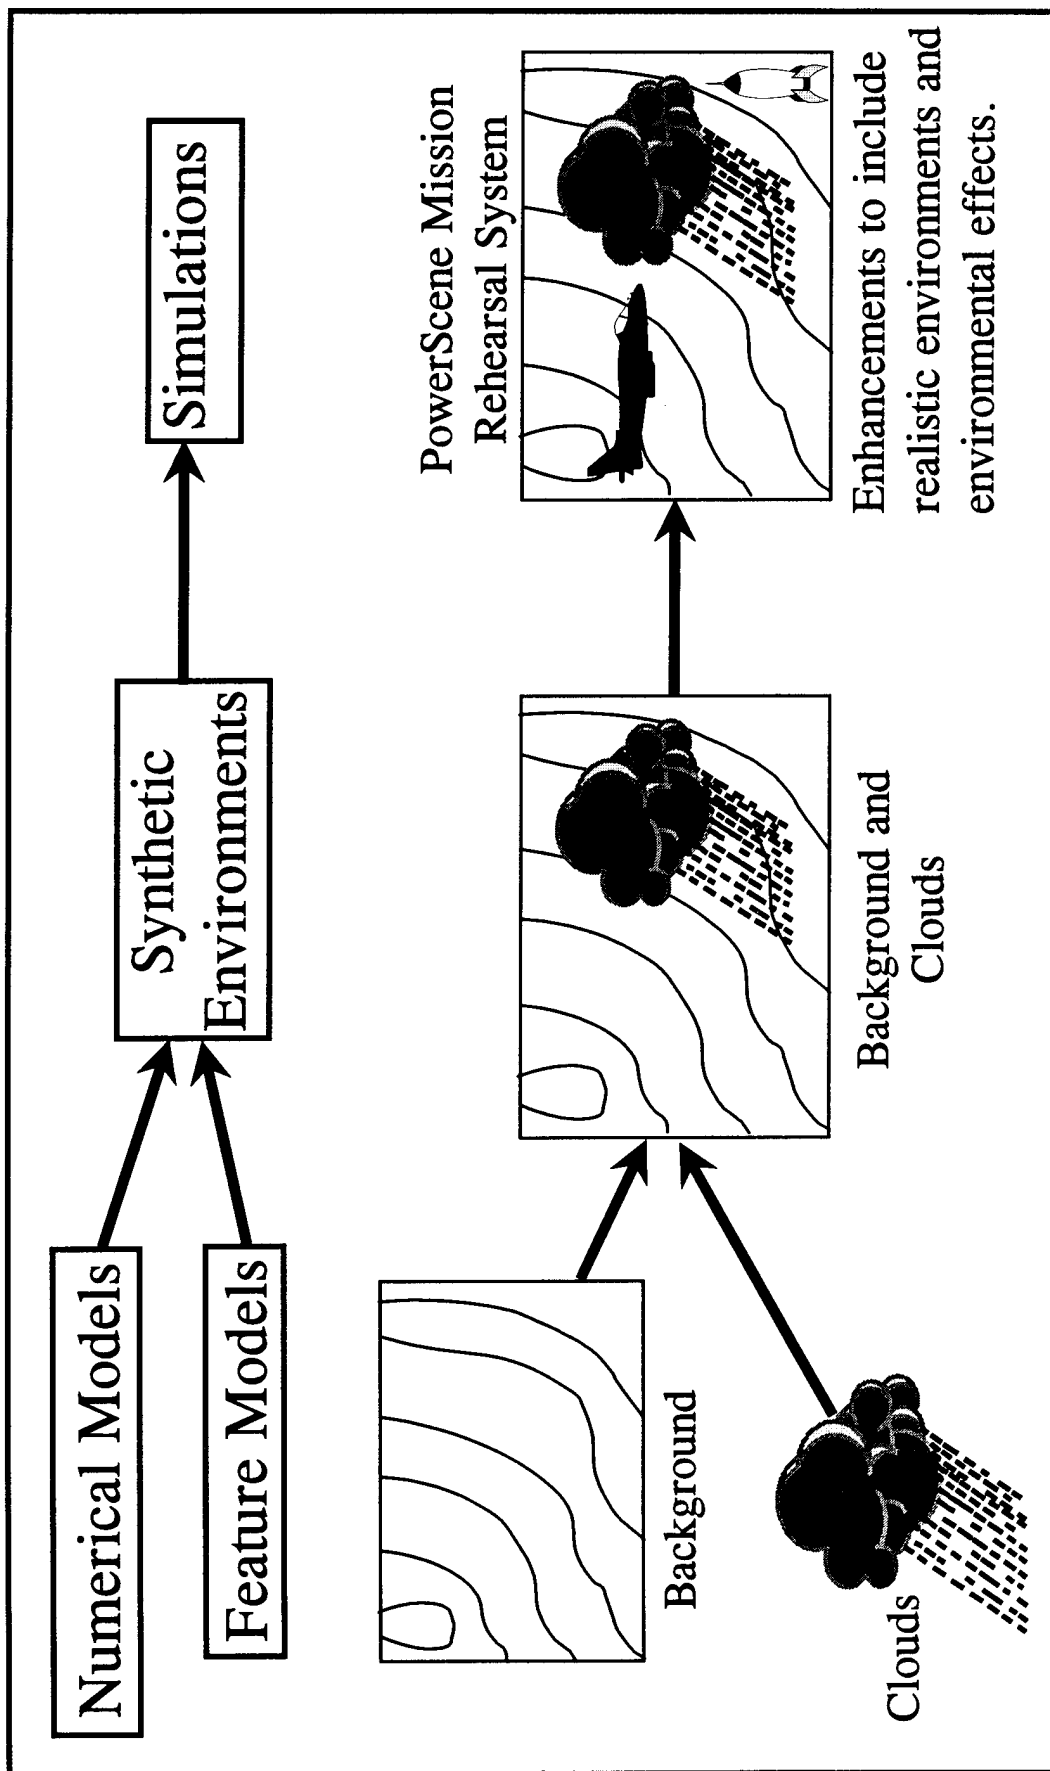 Numerical Models
Feature Models
Synthetic
Environments
Simulations
Background
Clouds
Background and
Clouds
PowerScene Mission
Rehearsal System
Enhancements to include
realistic environments and
environmental effects.